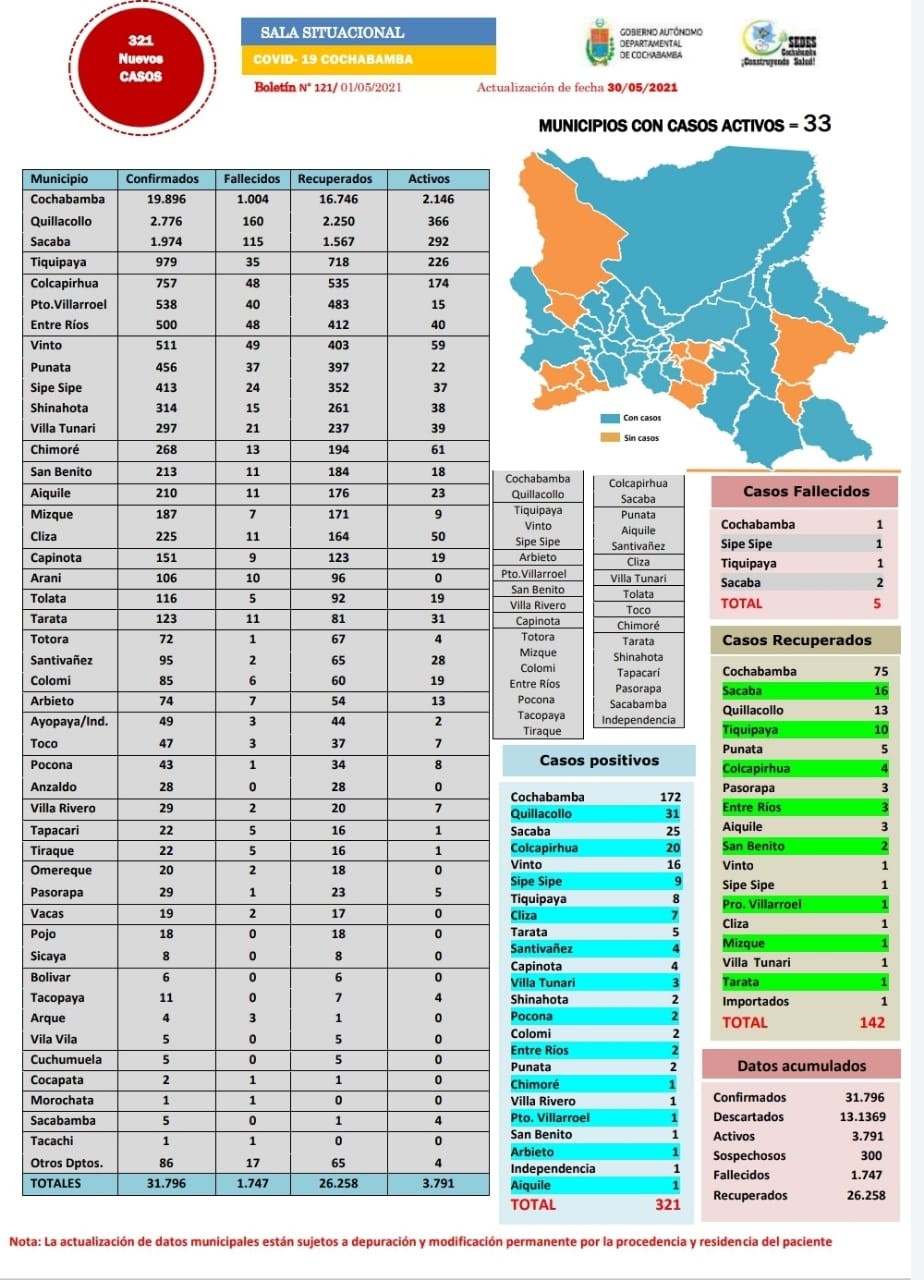 321
Nuevos
CASOS
SALA SITUACIONAL
COVID- 19 COCHABAMBA
Boletín N° 121/ 01/05/2021
Actualización de fecha 30/05/2021
GOBIERNO AUTÓNOMO
DEPARTAMENTAL
DE COCHABAMBA
SEDES
Cochabamba
¡Construyendo Salud!
MUNICIPIOS CON CASOS ACTIVOS = 33
Municipio Confirmados Fallecidos Recuperados Activos
Cochabamba 19.896 1.004 16.746 2.146
Quillacollo 2.776 160 2.250 366
Sacaba 1.974 115 1.567 292
Tiquipaya 979 35 718 226
Colcapirhua 757 48 535 174
Pto.Villarroel 538 40 483 15
Entre Ríos 500 48 412 40
Vinto 511 49 403 59
Punata 456 37 397 22
Sipe Sipe 413 24 352 37
Shinahota 314 15 261 38
Villa Tunari 297 21 237 39
Chimoré 268 13 194 61
San Benito 213 11 184 18
Aiquile 210 11 176 23
Mizque 187 7 171 9
Cliza 225 11 164 50
Capinota 151 9 123 19
Arani 106 10 96 0
Tolata 116 5 92 19
Tarata 123 11 81 31
Totora 72 1 67 4
Santivañez 95 2 65 28
Colomi 85 6 60 19
Arbieto 74 7 54 13
Ayopaya/Ind. 49 3 44 2
Toco 47 3 37 7
Pocona 43 1 34 8
Anzaldo 28 0 28 0
Villa Rivero 29 2 20 7
Tapacari 22 5 16 1
Tiraque 22 5 16 1
Omereque 20 2 18 0
Pasorapa 29 1 23 5
Vacas 19 2 17 0
Pojo 18 0 18 0
Sicaya 8 0 8 0
Bolivar 6 0 6 0
Tacopaya 11 0 7 4
Arque 4 3 1 0
Vila Vila 5 0 5 0
Cuchumuela 5 0 5 0
Cocapata 2 1 1 0
Morochata 1 1 0 0
Sacabamba 5 0 1 4
Tacachi 1 1 0 0
Otros Dptos. 86 17 65 4
TOTALES 31.796 1.747 26.258 3.791
Con casos
Sin casos
Cochabamba
Quillacollo
Tiquipaya
Vinto
Sipe Sipe
Arbieto
Pto.Villarroel
San Benito
Villa Rivero
Capinota
Totora
Mizque
Colomi
Entre Ríos
Pocona
Tacopaya
Tiraque
Colcapirhua
Sacaba
Punata
Aiquile
Santivañez
Cliza
Villa Tunari
Tolata
Toco
Chimoré
Tarata
Shinahota
Tapacarí
Pasorapa
Sacabamba
Independencia
Casos positivos
Cochabamba 172
Quillacollo 31
Sacaba 25
Colcapirhua 20
Vinto 16
Sipe Sipe 9
Tiquipaya 8
Cliza 7
Tarata 5
Santivañez 4
Capinota 4
Villa Tunari 3
Shinahota 2
Pocona 2
Colomi 2
Entre Ríos 2
Punata 2
Chimoré 1
Villa Rivero 1
Pto. Villarroel 1
San Benito 1
Arbieto 1
Independencia 1
Aiquile 1
TOTAL 321
Casos Fallecidos
Cochabamba 1
Sipe Sipe 1
Tiquipaya 1
Sacaba 2
TOTAL 5
Casos Recuperados
Cochabamba 75
Sacaba 16
Quillacollo 13
Tiquipaya 10
Punata 5
Colcapirhua 4
Pasorapa 3
Entre Ríos 3
Aiquile 3
San Benito 2
Vinto 1
Sipe Sipe 1
Pro. Villarroel 1
Cliza 1
Mizque 1
Villa Tunari 1
Tarata 1
Importados 1
TOTAL 142
Datos acumulados
Confirmados 31.796
Descartados 13.1369
Activos 3.791
Sospechosos 300
Fallecidos 1.747
Recuperados 26.258
Nota: La actualización de datos municipales están sujetos a depuración y modificación permanente por la procedencia y residencia del paciente